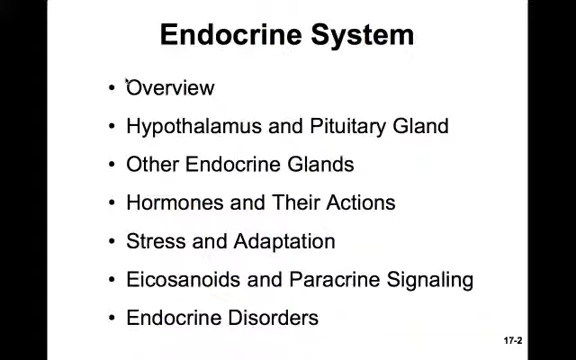 Endocrine System
• Overview
• Hypothalamus and Pituitary Gland
• Other Endocrine Glands
• Hormones and Their Actions
• Stress and Adaptation
• Eicosanoids and Paracrine Signaling
• Endocrine Disorders
17-2